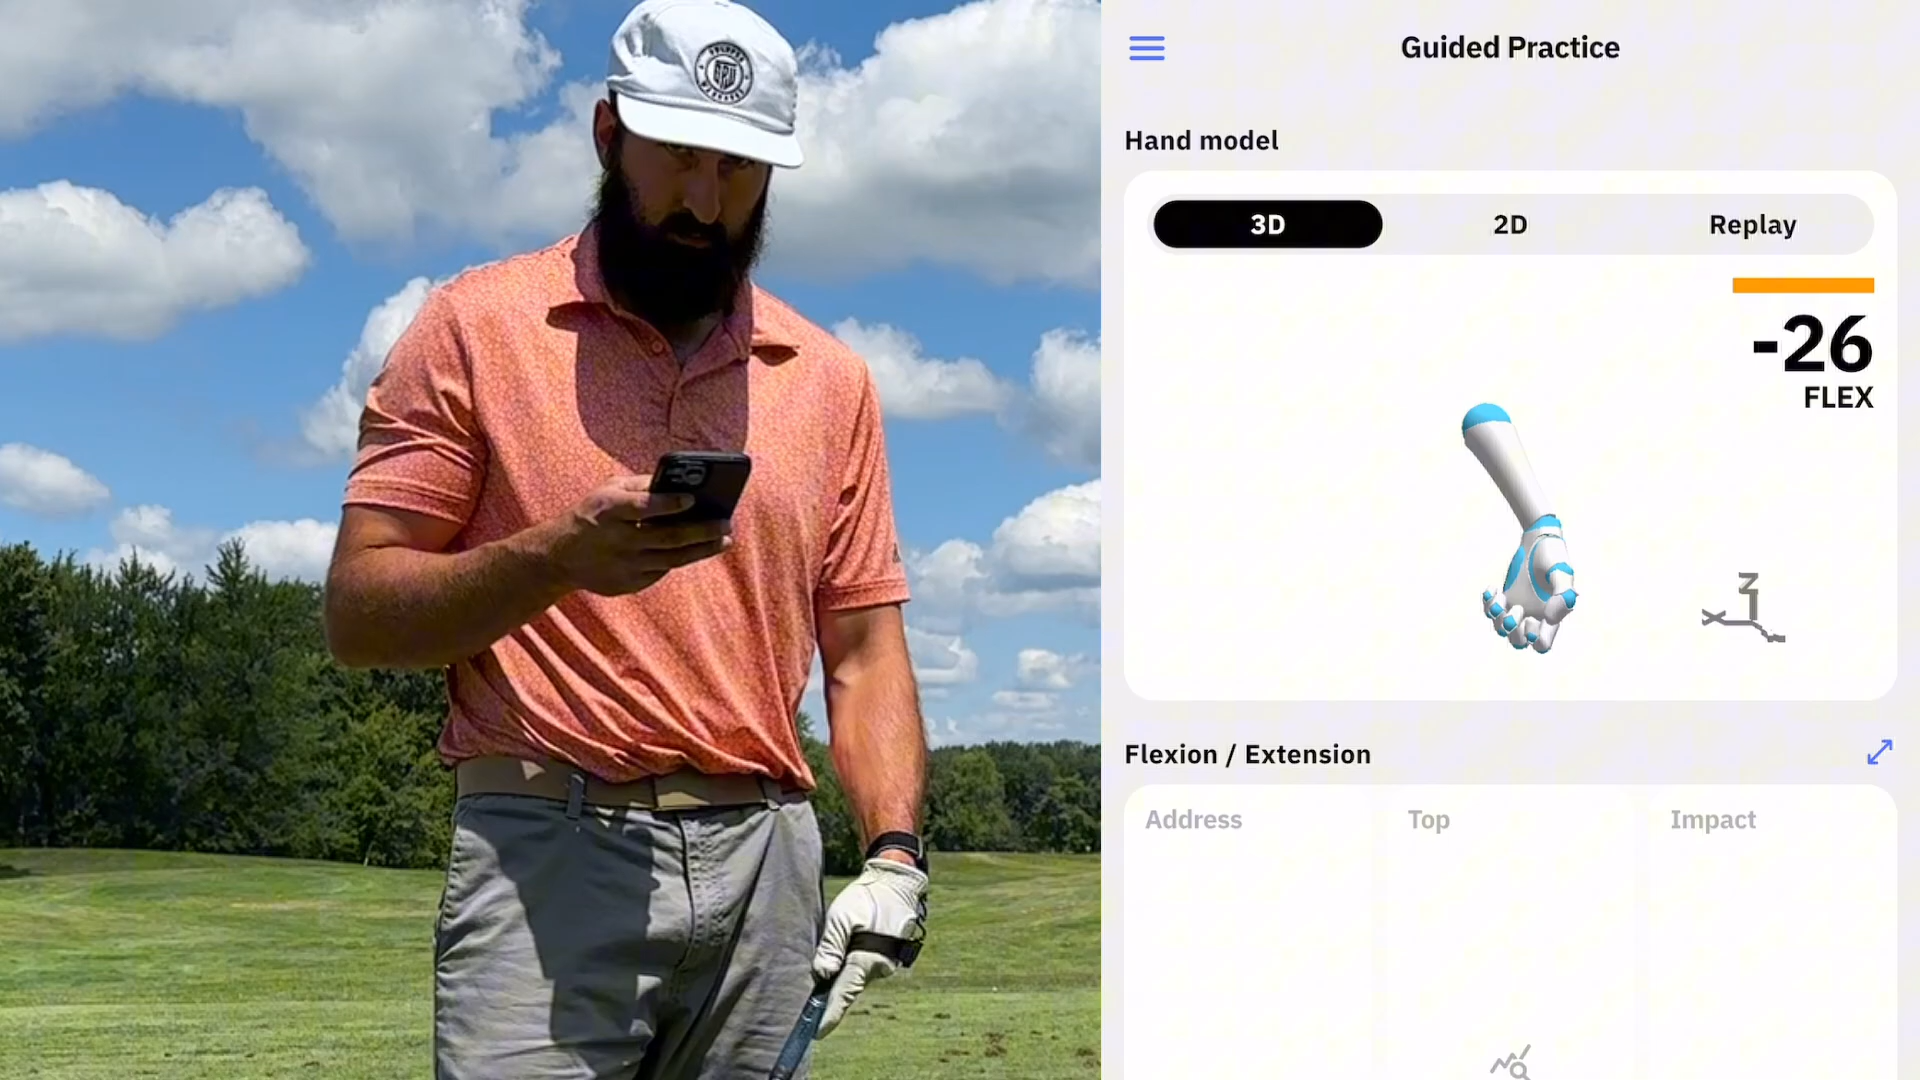 Guided Practice
Hand model
3D
2D
Replay
-26
FLEX
Flexion / Extension
Address
Top
Impact